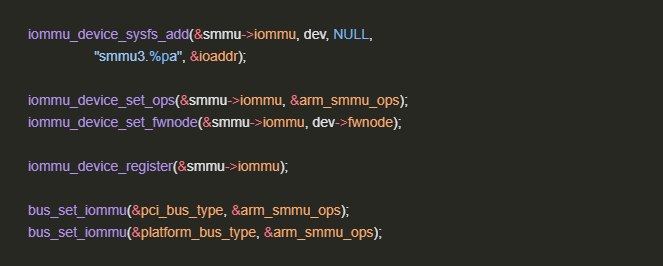 iommu_device_sysfs_add(&smmu->iommu, dev, NULL,
"smmu3.%pa", &ioaddr);
iommu_device_set_ops(&smmu->iommu, &arm_smmu_ops);
iommu_device_set_fwnode(&smmu->iommu, dev->fwnode);
iommu_device_register(&smmu->iommu);
bus_set_iommu(&pci_bus_type, &arm_smmu_ops);
bus_set_iommu(&platform_bus_type, &arm_smmu_ops);